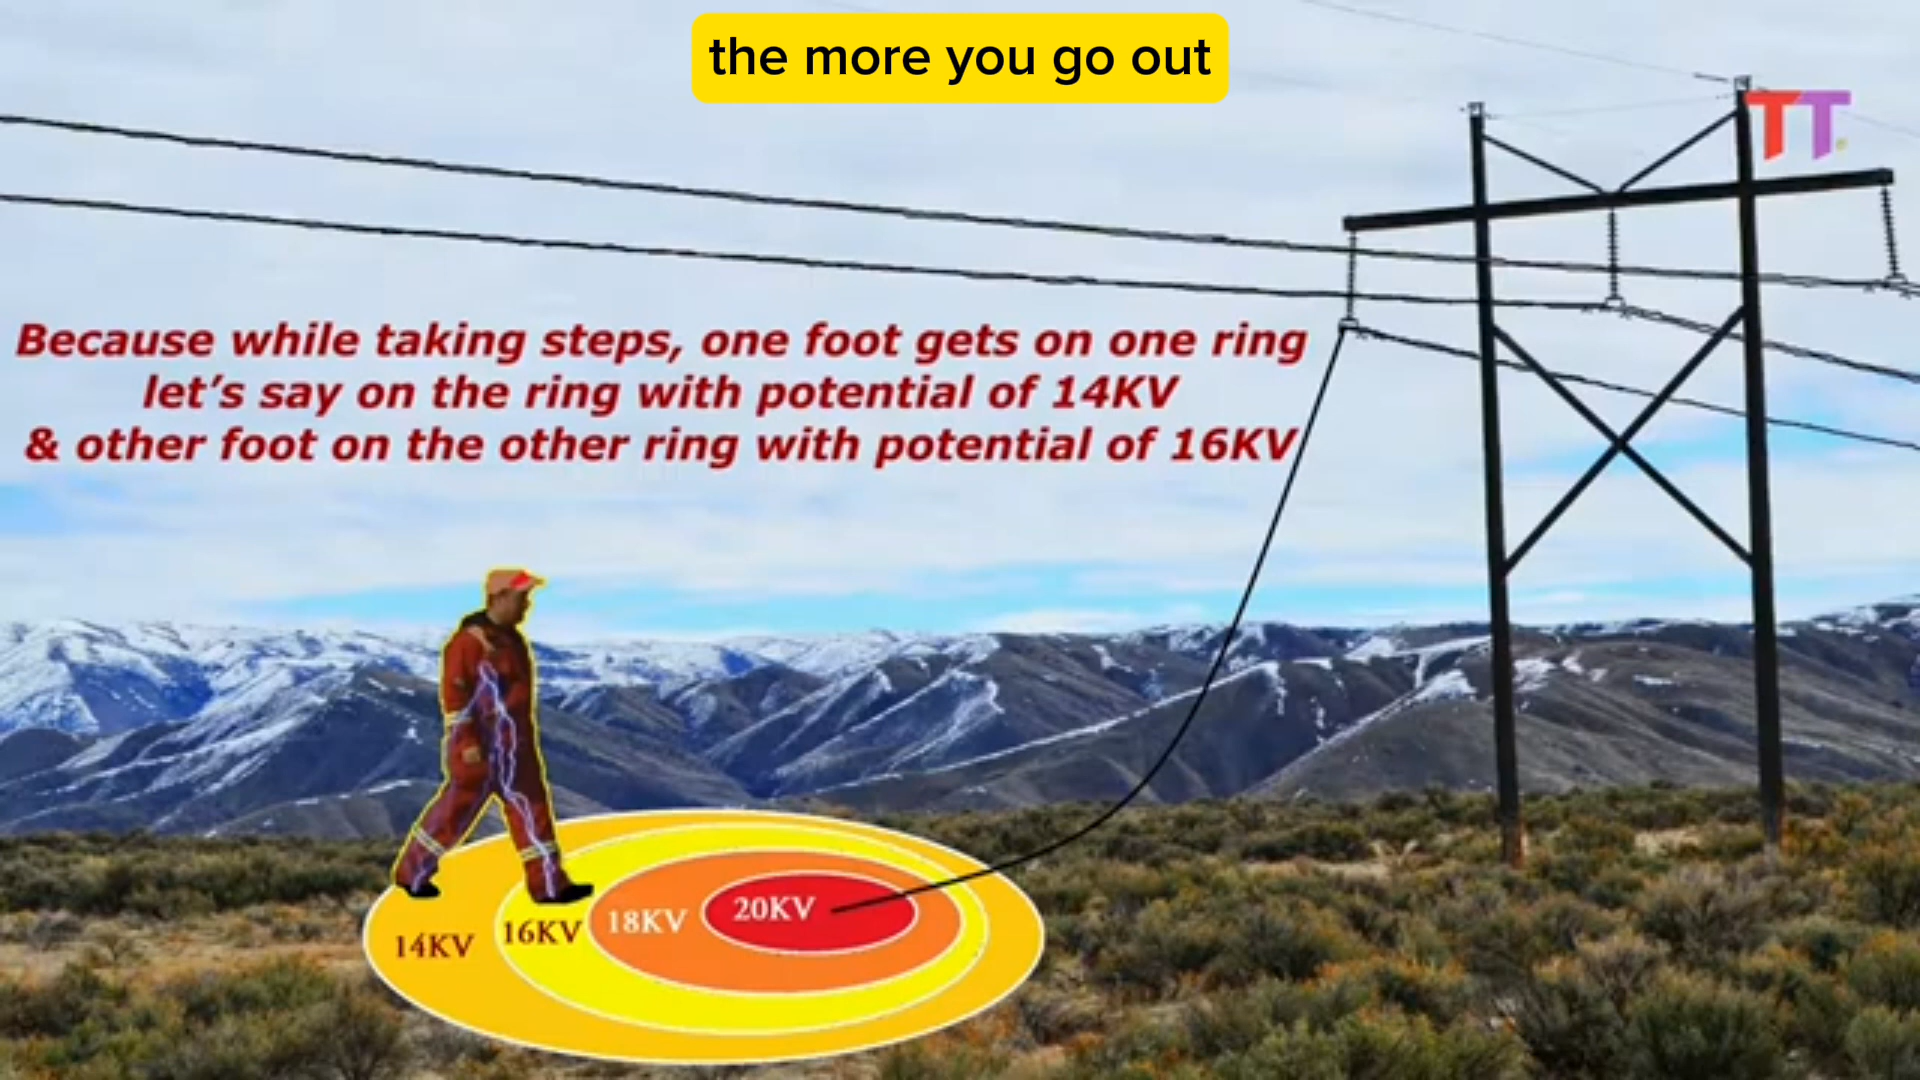 the more you go out
TT.
Because while taking steps, one foot gets on one ring
let's say on the ring with potential of 14KV
& other foot on the other ring with potential of 16KV
14KV
16KV
18KV
20KV